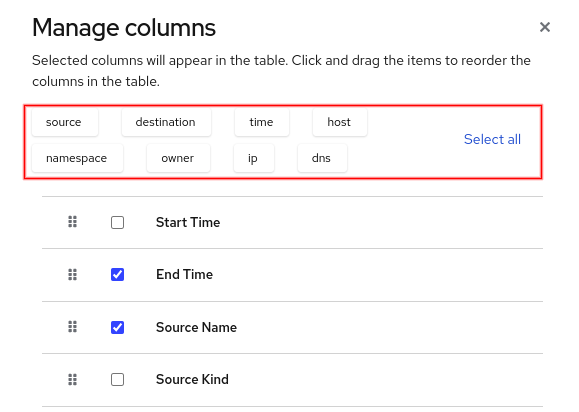 Manage columns
Selected columns will appear in the table. Click and drag the items to reorder the
columns in the table.
source destination time host
Select all
namespace owner ip dns
Start Time
End Time
Source Name
Source Kind